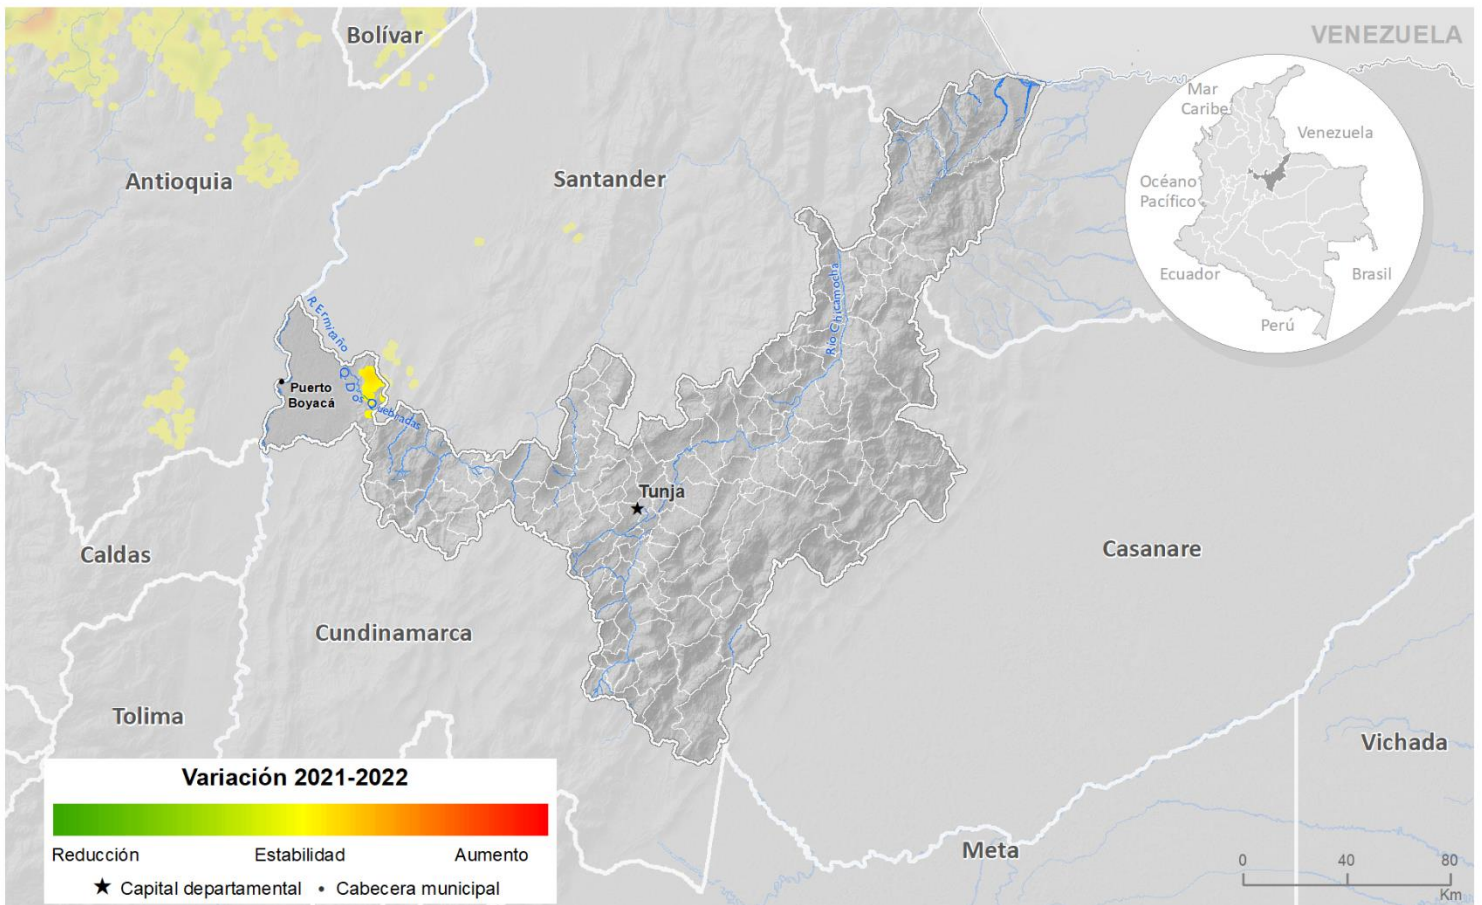 Bolívar
VENEZUELA
Mar
Caribe
Venezuela
Océano
Pacífico
Ecuador
Brasil
Perú
Antioquia
Santander
R. Ermitaño
Río Chicamocha
Puerto
Boyacá
Q. Dos Quebradas
Tunja
Caldas
Casanare
Cundinamarca
Tolima
Vichada
Meta
Variación 2021-2022
Reducción
Estabilidad
Aumento
Capital departamental
Cabecera municipal
0
40
80
Km